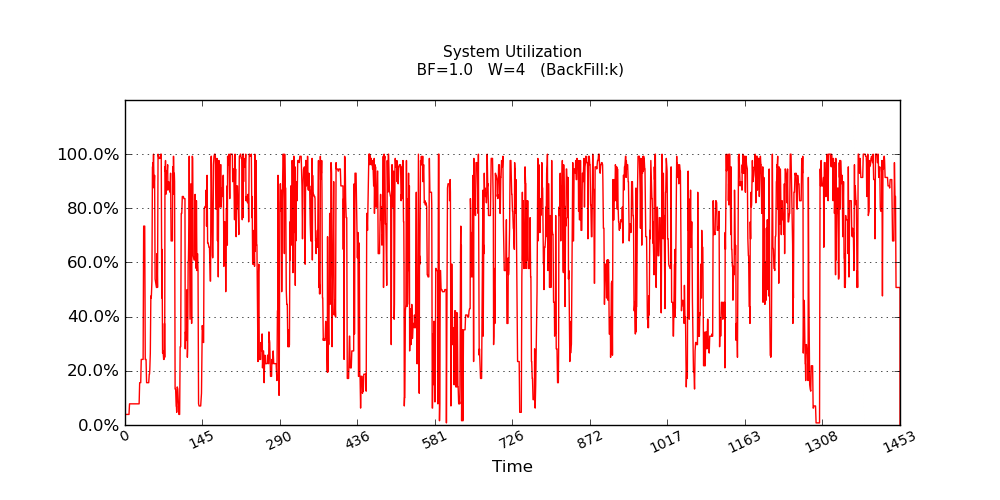 System Utilization
BF=1.0 W=4 (BackFill:k)
100.0%
80.0%
60.0%
40.0%
20.0%
0.0%
0 145 290 436 581 726 872 1017 1163 1308 1453
Time